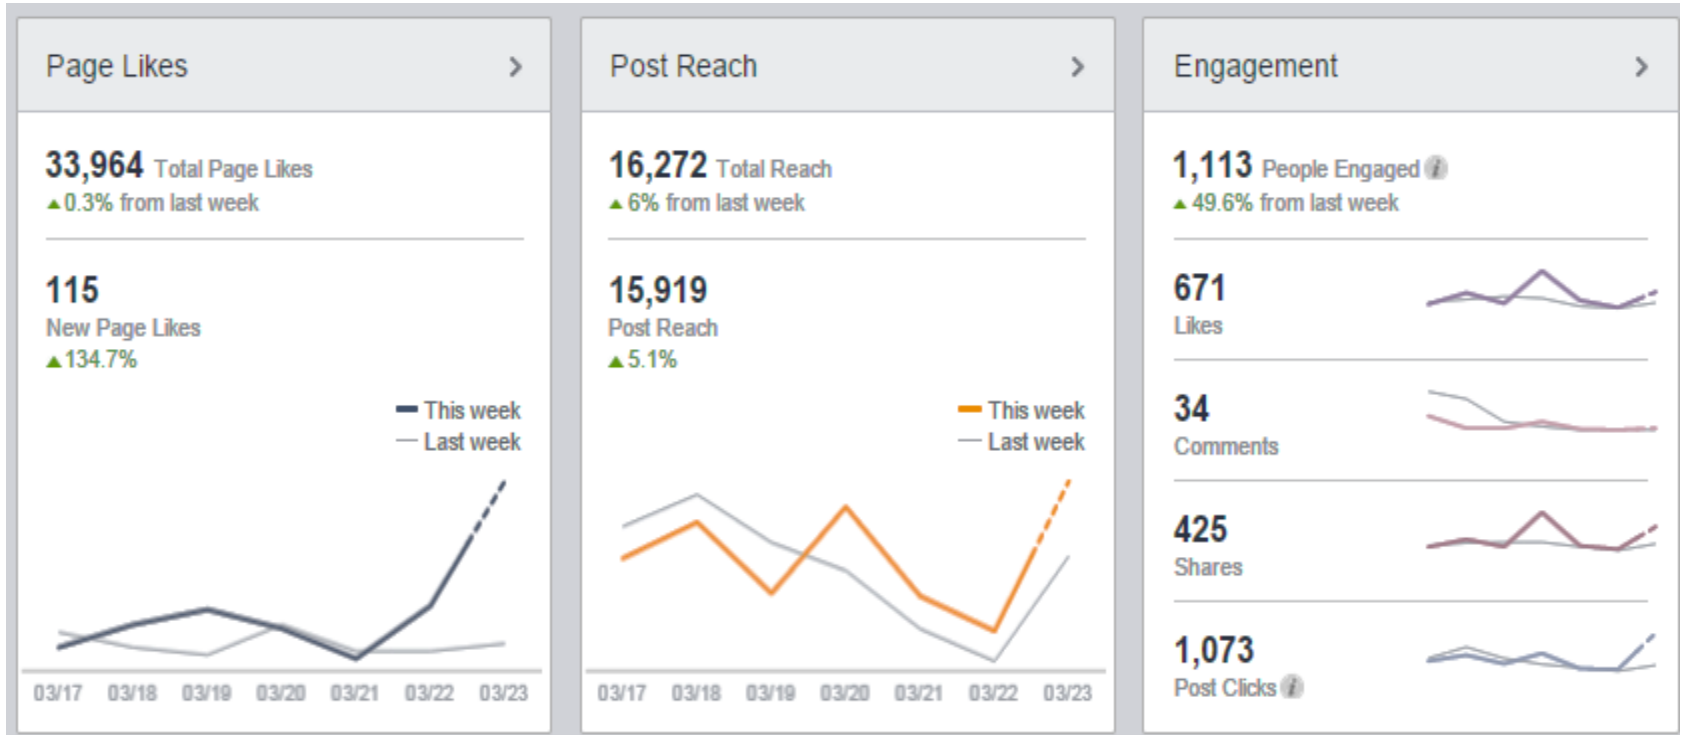 Page Likes
33,964 Total Page Likes
0.3% from last week
115
New Page Likes
134.7%
This week
Last week
03/17 03/18 03/19 03/20 03/21 03/22 03/23
Post Reach
16,272 Total Reach
6% from last week
15,919
Post Reach
5.1%
This week
Last week
03/17 03/18 03/19 03/20 03/21 03/22 03/23
Engagement
1,113 People Engaged i
49.6% from last week
671
Likes
34
Comments
425
Shares
1,073
Post Clicks i